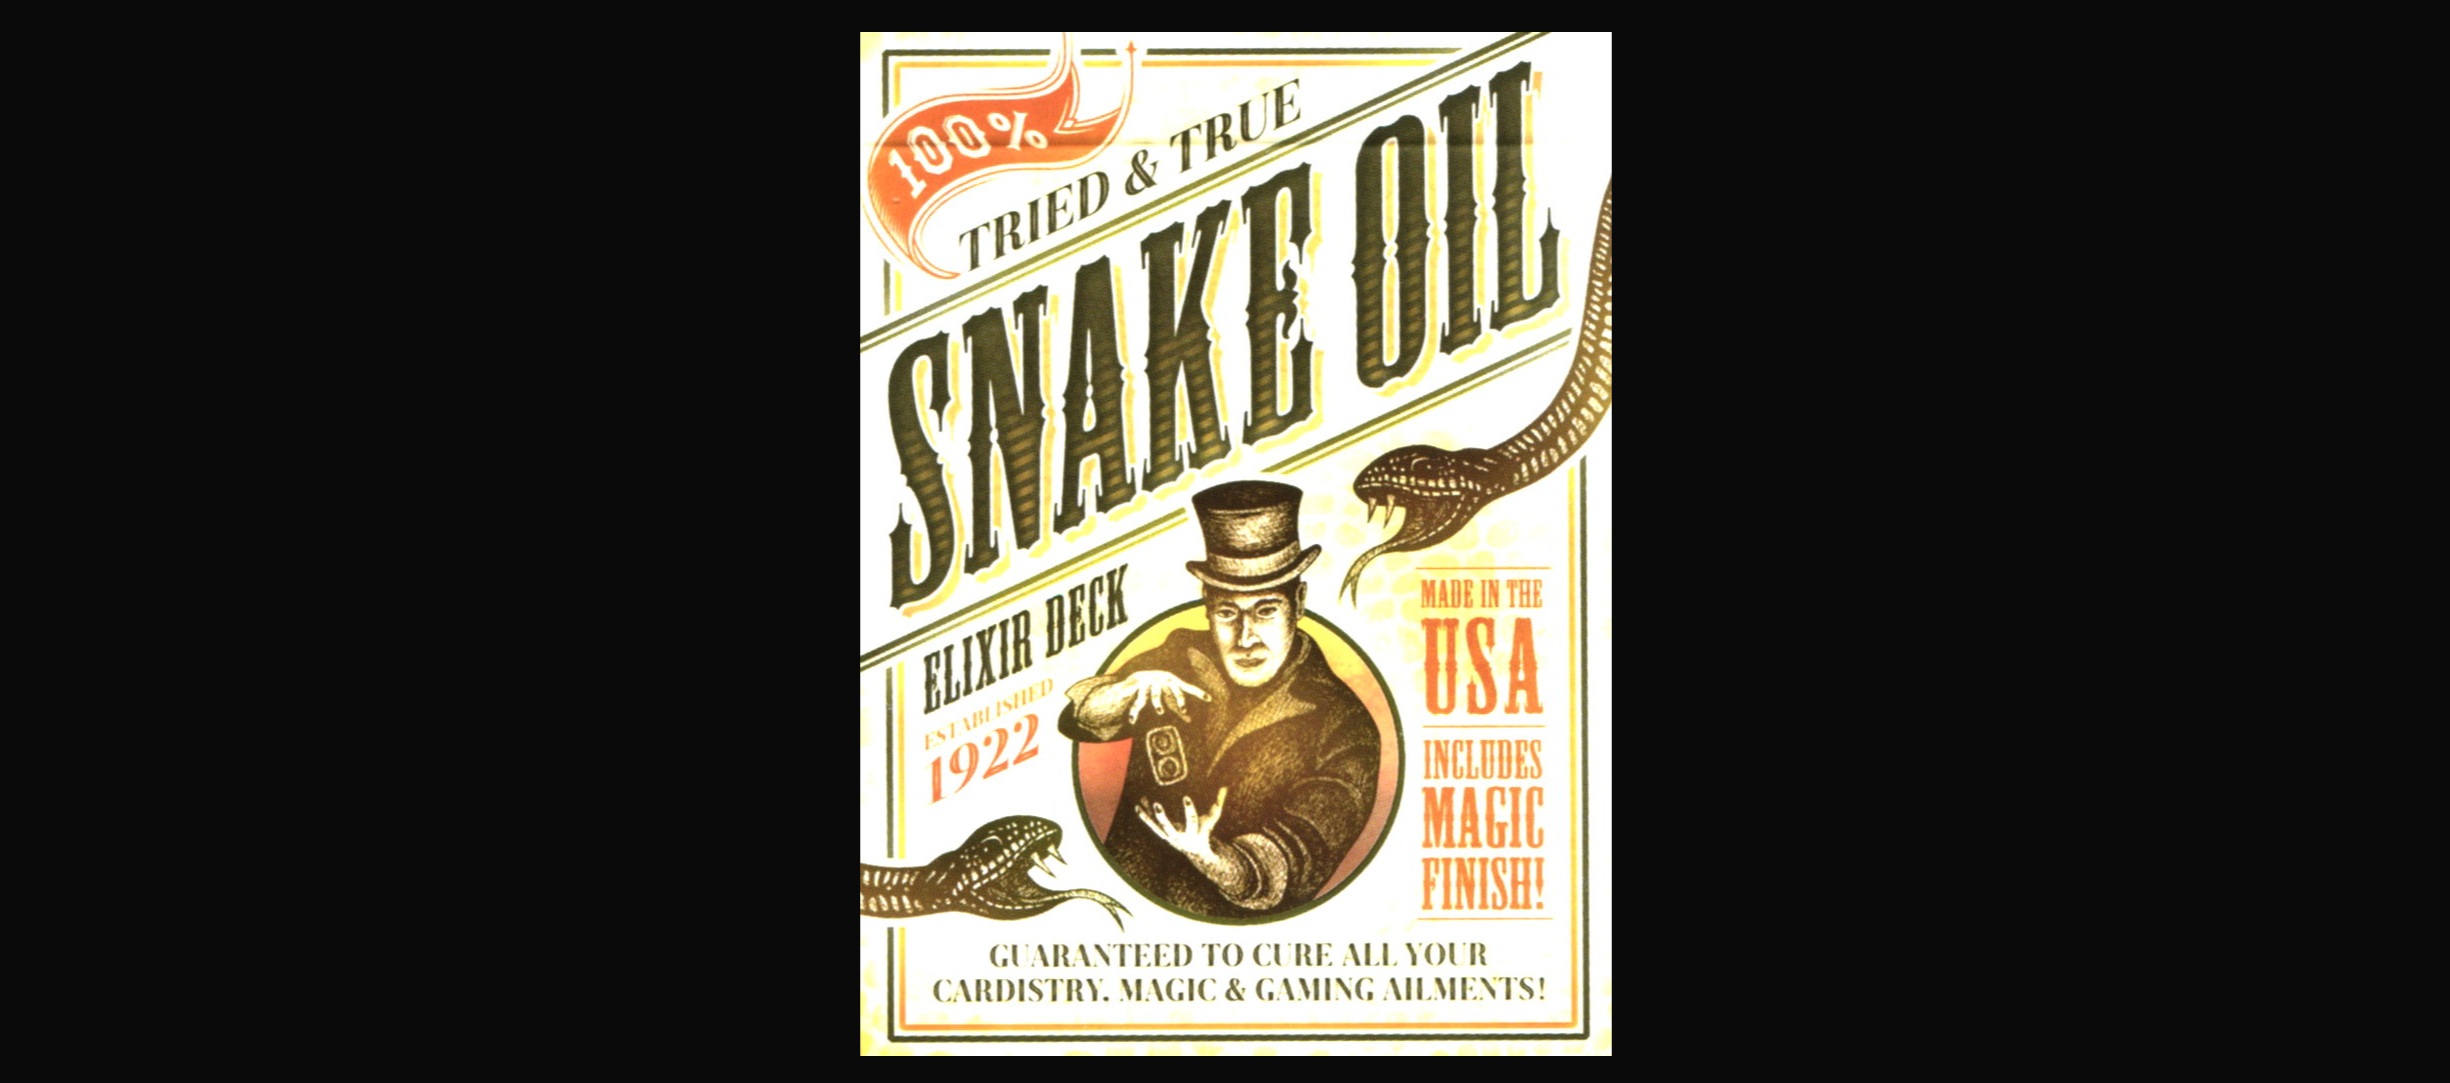 100%
TRIED & TRUE
SNAKE OIL
ELIXIR DECK
ESTABLISHED
1922
MADE IN THE
USA
INCLUDES
MAGIC
FINISH!
GUARANTEED TO CURE ALL YOUR
CARDISTRY, MAGIC & GAMING AILMENTS!